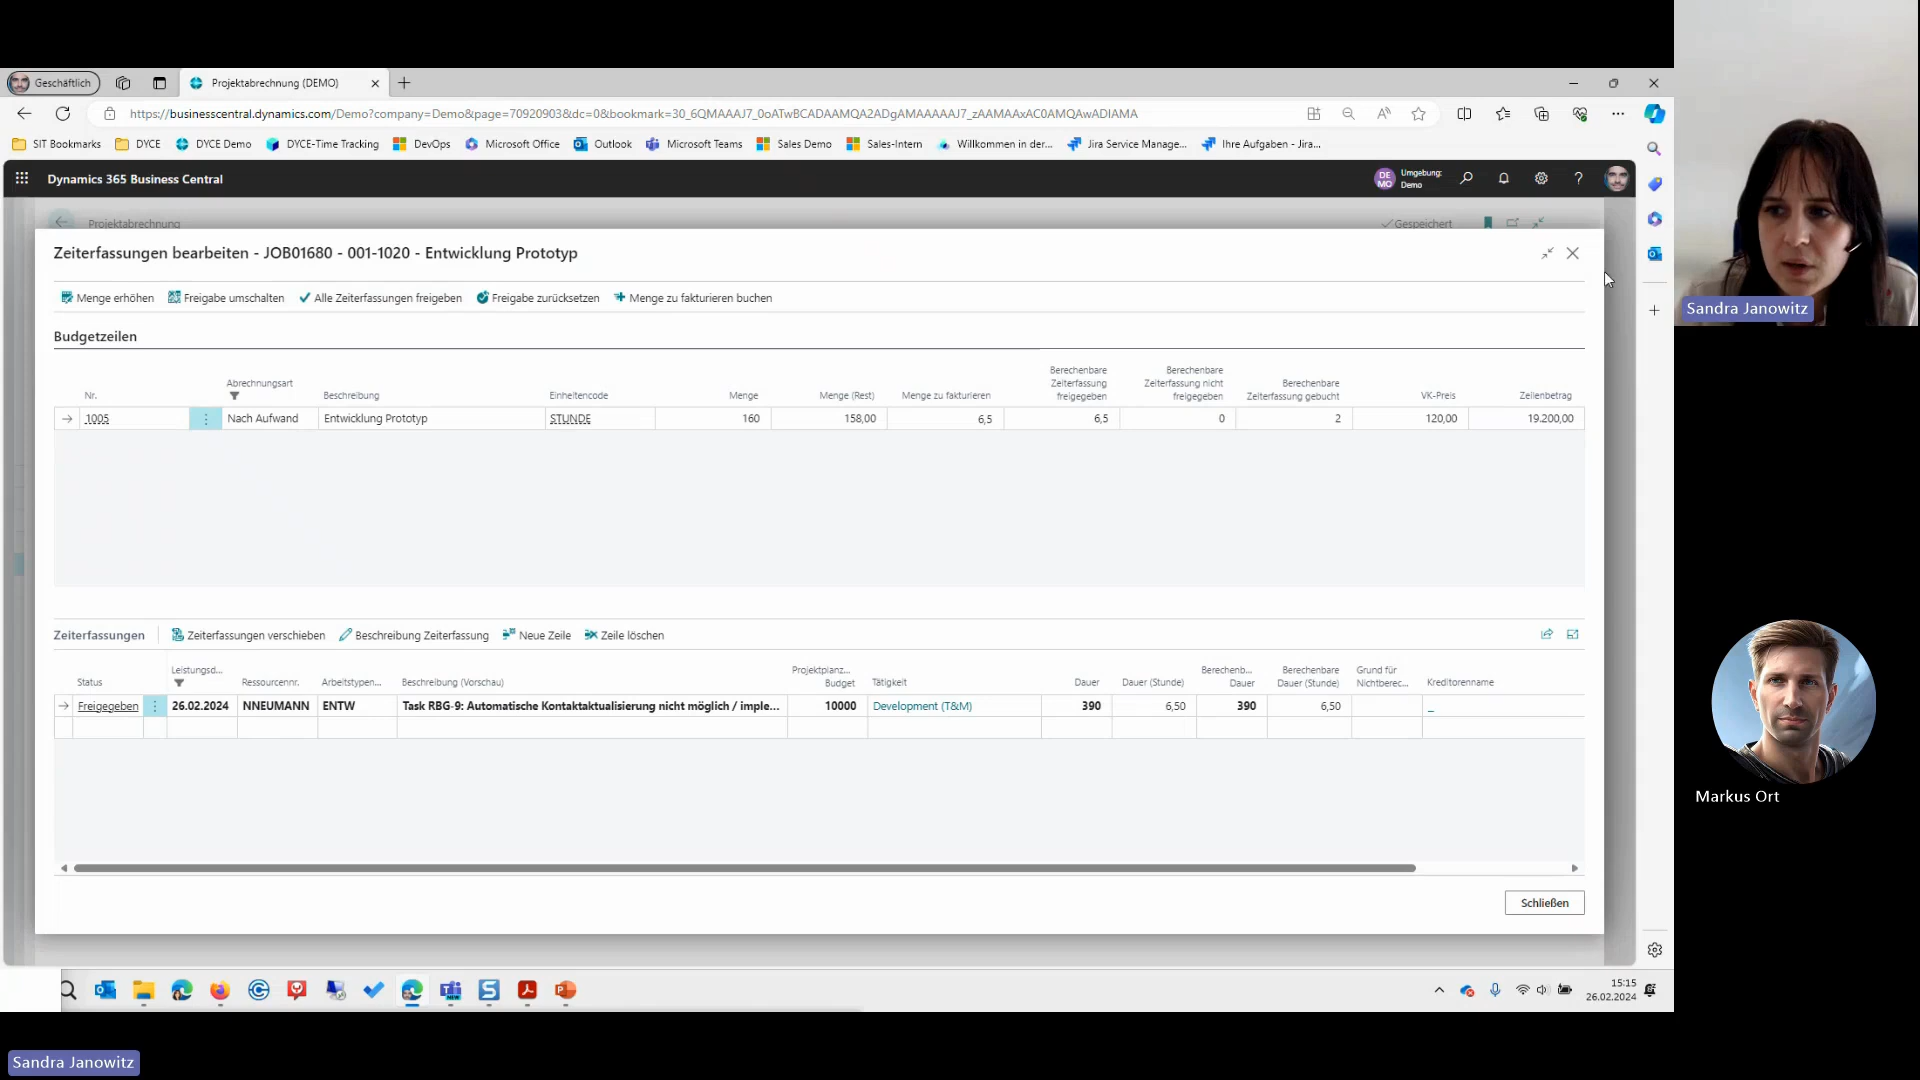 Geschäftlich
Projektabrechnung (DEMO)
https://businesscentral.dynamics.com/Demo?company=Demo&page=70920903&dc=0&bookmark=30_6QMAAAJ7_0oATwBCADAAMQA2ADgAMAAAAAJ7_zAAMAAxAC0AMQAwADIAMA
SIT Bookmarks DYCE DYCE Demo DYCE-Time Tracking DevOps Microsoft Office Outlook Microsoft Teams Sales Demo Sales-Intern Willkommen in der... Jira Service Manage... Ihre Aufgaben - Jira...
Dynamics 365 Business Central
DE MO
Umgebung:
Demo
Projektabrechnung
Gespeichert
Zeiterfassungen bearbeiten - JOB01680 - 001-1020 - Entwicklung Prototyp
Menge erhöhen Freigabe umschalten Alle Zeiterfassungen freigeben Freigabe zurücksetzen Menge zu fakturieren buchen
Budgetzeilen
Nr. Abrechnungsart Beschreibung Einheitencode Menge Menge (Rest) Menge zu fakturieren Berechenbare Zeiterfassung freigegeben Berechenbare Zeiterfassung nicht freigegeben Berechenbare Zeiterfassung gebucht VK-Preis Zeilenbetrag
1005 Nach Aufwand Entwicklung Prototyp STUNDE 160 158,00 6,5 6,5 0 2 120,00 19.200,00
Zeiterfassungen Zeiterfassungen verschieben Beschreibung Zeiterfassung Neue Zeile Zeile löschen
Status Leistungsd... Ressourcennr. Arbeitstypen... Beschreibung (Vorschau) Projektplanz... Budget Tätigkeit Dauer Dauer (Stunde) Berechenb... Dauer Berechenbare Dauer (Stunde) Grund für Nichtberec... Kreditorenname
Freigegeben 26.02.2024 NNEUMANN ENTW Task RBG-9: Automatische Kontaktaktualisierung nicht möglich / imple... 10000 Development (T&M) 390 6,50 390 6,50 _
Schließen
15:15
26.02.2024
Sandra Janowitz
Markus Ort
Sandra Janowitz